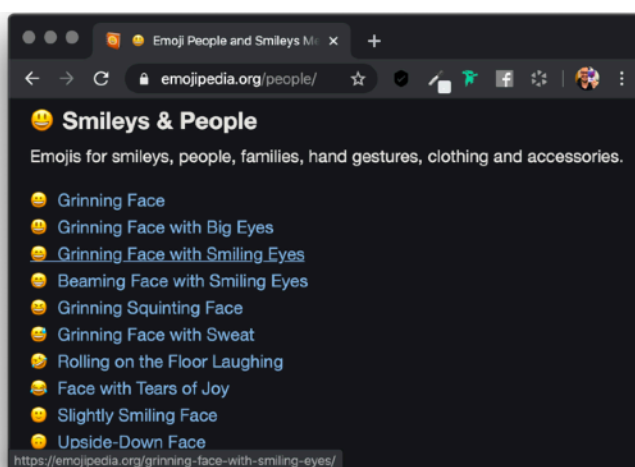 Emoji People and Smileys M
emojipedia.org/people/
Smileys & People
Emojis for smileys, people, families, hand gestures, clothing and accessories.
Grinning Face
Grinning Face with Big Eyes
Grinning Face with Smiling Eyes
Beaming Face with Smiling Eyes
Grinning Squinting Face
Grinning Face with Sweat
Rolling on the Floor Laughing
Face with Tears of Joy
Slightly Smiling Face
Upside-Down Face
https://emojipedia.org/grinning-face-with-smiling-eyes/